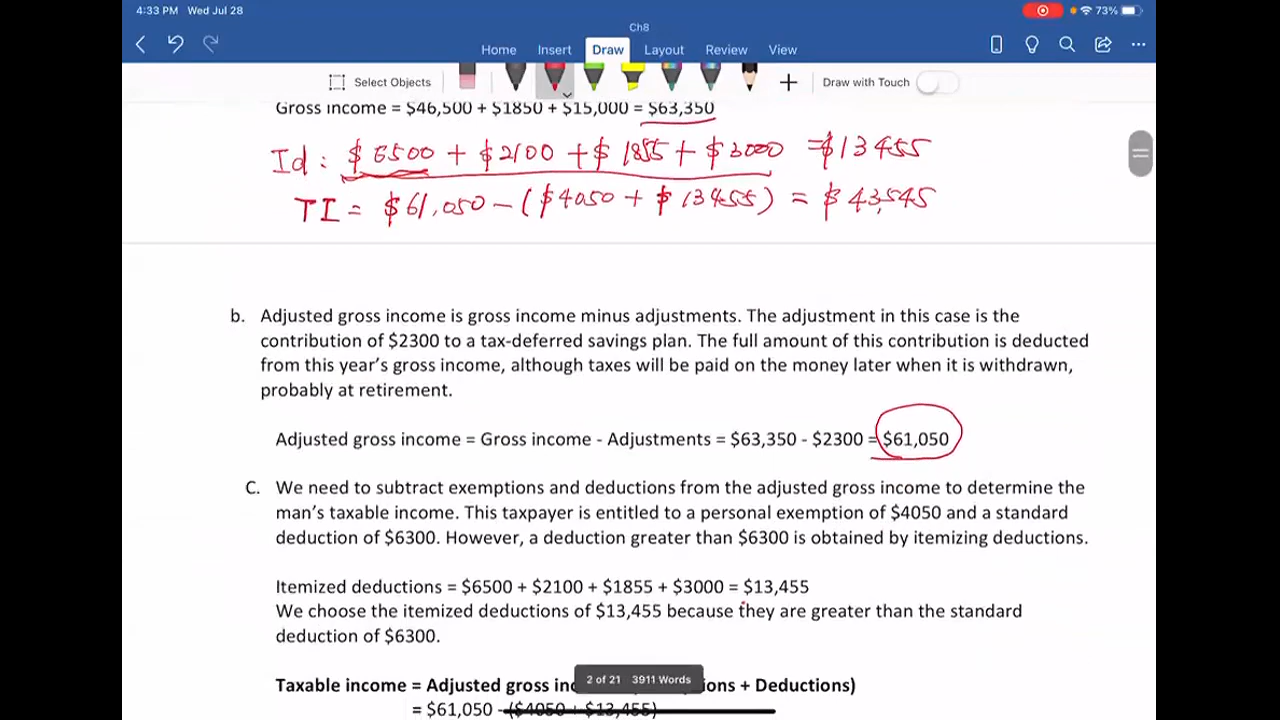 4:33 PM Wed Jul 28
73%
Ch8
Home Insert Draw Layout Review View
Select Objects
Draw with Touch
Gross income = $46,500 + $1850 + $15,000 = $63,350
Id: $6500 + $2100 + $1855 + $3000 = $13455
TI = $61,050 - ($4050 + $13455) = $43,545
b. Adjusted gross income is gross income minus adjustments. The adjustment in this case is the
contribution of $2300 to a tax-deferred savings plan. The full amount of this contribution is deducted
from this year's gross income, although taxes will be paid on the money later when it is withdrawn,
probably at retirement.
Adjusted gross income = Gross income - Adjustments = $63,350 - $2300 = $61,050
C. We need to subtract exemptions and deductions from the adjusted gross income to determine the
man's taxable income. This taxpayer is entitled to a personal exemption of $4050 and a standard
deduction of $6300. However, a deduction greater than $6300 is obtained by itemizing deductions.
Itemized deductions = $6500 + $2100 + $1855 + $3000 = $13,455
We choose the itemized deductions of $13,455 because they are greater than the standard
deduction of $6300.
Taxable income = Adjusted gross inc ions + Deductions)
2 of 21 3911 Words
= $61,050 - ($4050 + $13,455)